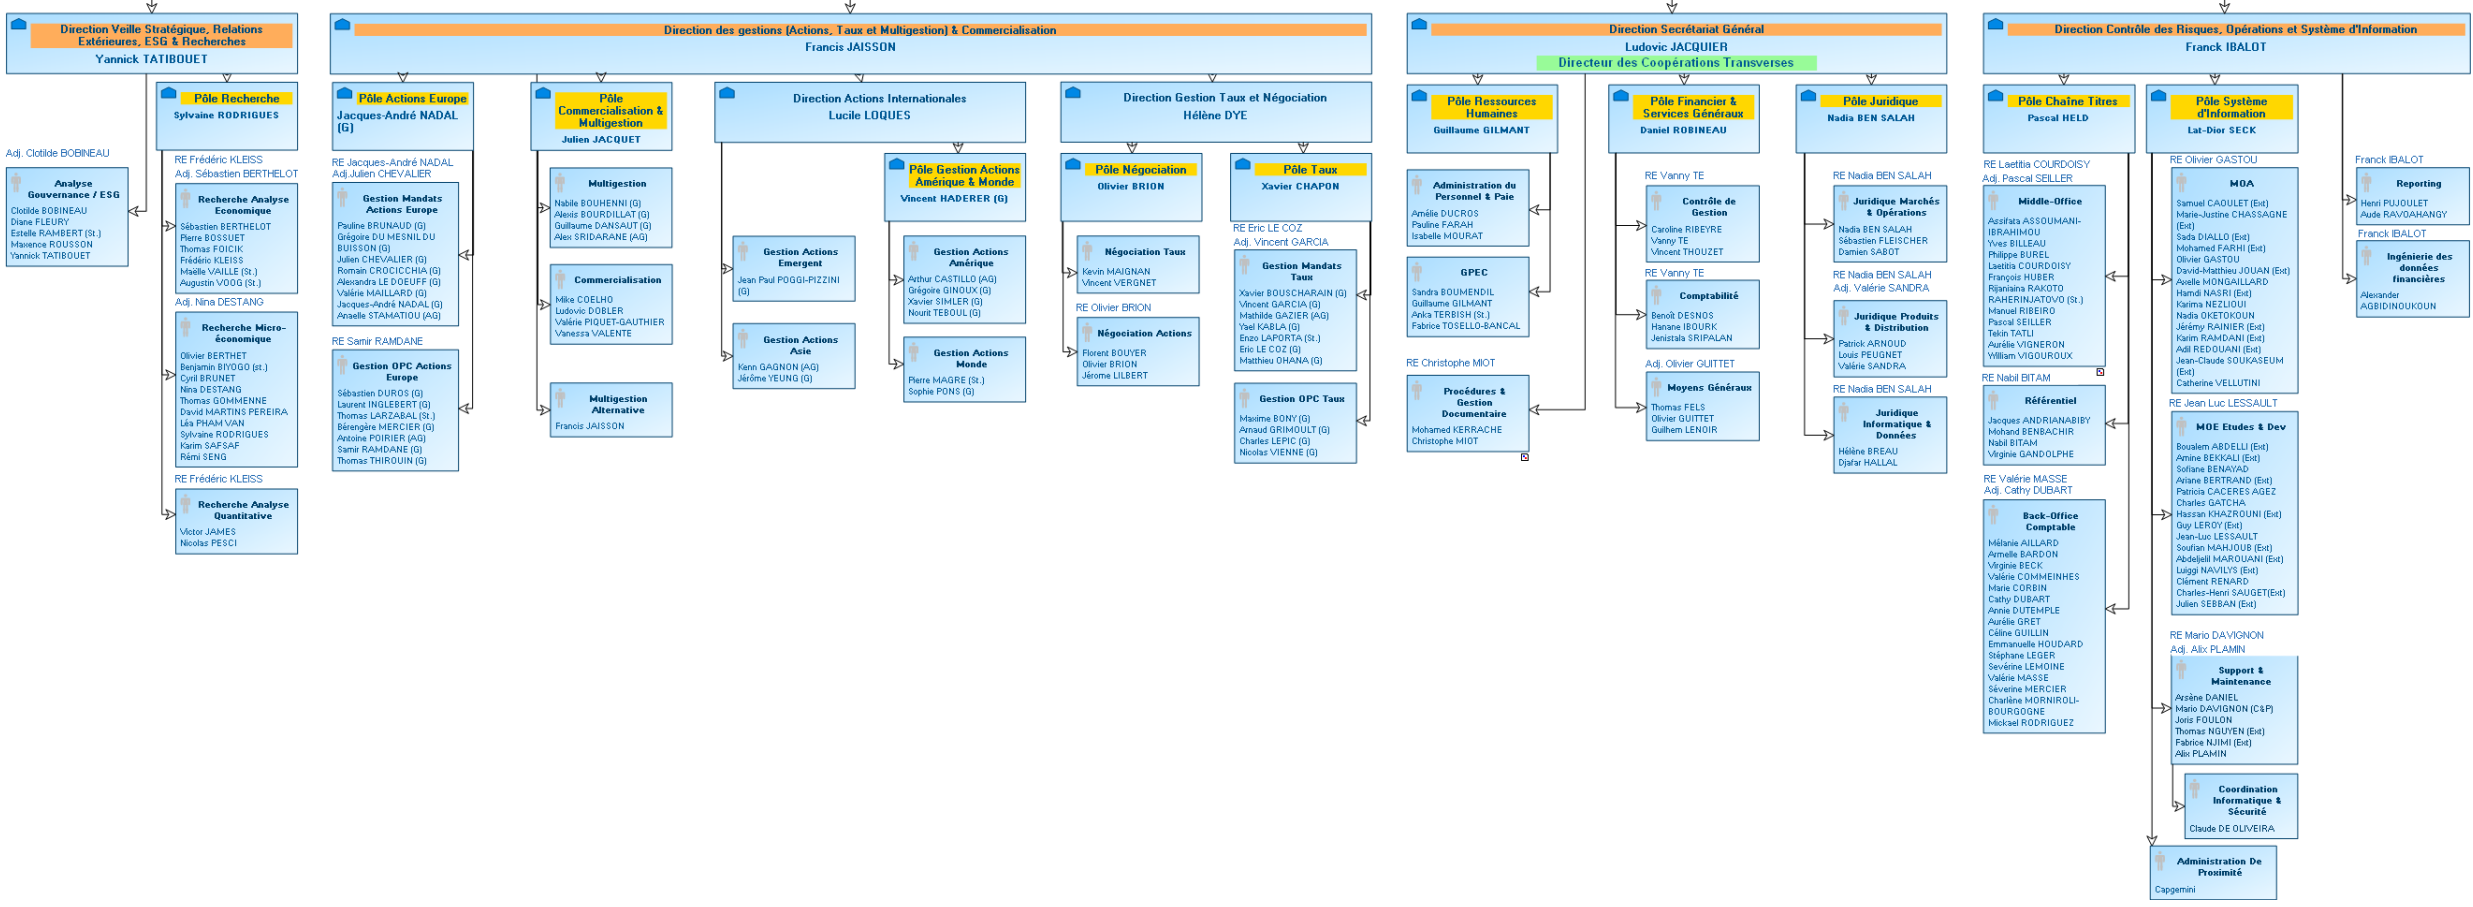 Direction Veille Stratégique, Relations
Extérieures, ESG & Recherches
Yannick TATIBOUET
Pôle Recherche
Sylvaine RODRIGUES
Adj. Clotilde BOBINEAU
Analyse
Gouvernance / ESG
Clotilde BOBINEAU
Diane FLEURY
Estelle RAMBERT (St.)
Maxence ROUSSON
Yannick TATIBOUET
RE Frédéric KLEISS
Adj. Sébastien BERTHELOT
Recherche Analyse
Economique
Sébastien BERTHELOT
Pierre BOSSUET
Thomas FOICIK
Frédéric KLEISS
Maëlle VAILLE (St.)
Augustin VOOG (St.)
Adj. Nina DESTANG
Recherche Micro-
économique
Olivier BERTHET
Benjamin BIYOGO (st.)
Cyril BRUNET
Nina DESTANG
Thomas GOMMENNE
David MARTINS PEREIRA
Léa PHAM VAN
Sylvaine RODRIGUES
Karim SAFSAF
Rémi SENG
RE Frédéric KLEISS
Recherche Analyse
Quantitative
Victor JAMES
Nicolas PESCI
Direction des gestions (Actions, Taux et Multigestion) & Commercialisation
Francis JAISSON
Pôle Actions Europe
Jacques-André NADAL
(G)
RE Jacques-André NADAL
Adj.Julien CHEVALIER
Gestion Mandats
Actions Europe
Pauline BRUNAUD (G)
Grégoire DU MESNIL DU
BUISSON (G)
Julien CHEVALIER (G)
Romain CROCICCHIA (G)
Alexandra LE DOEUFF (G)
Valérie MAILLARD (G)
Jacques-André NADAL (G)
Anaelle STAMATIOU (AG)
RE Samir RAMDANE
Gestion OPC Actions
Europe
Sébastien DUROS (G)
Laurent INGLEBERT (G)
Thomas LARZABAL (St.)
Bérengère MERCIER (G)
Antoine POIRIER (AG)
Samir RAMDANE (G)
Thomas THIROUIN (G)
Pôle
Commercialisation &
Multigestion
Julien JACQUET
Multigestion
Nabile BOUHENNI (G)
Alexis BOURDILLAT (G)
Guillaume DANSAUT (G)
Alex SRIDARANE (AG)
Commercialisation
Mike COELHO
Ludovic DOBLER
Valérie PIQUET-GAUTHIER
Vanessa VALENTE
Multigestion
Alternative
Francis JAISSON
Direction Actions Internationales
Lucile LOQUES
Gestion Actions
Emergent
Jean Paul POGGI-PIZZINI
(G)
Gestion Actions
Asie
Kenn GAGNON (AG)
Jérôme YEUNG (G)
Pôle Gestion Actions
Amérique & Monde
Vincent HADERER (G)
Gestion Actions
Amérique
Arthur CASTILLO (AG)
Grégoire GINOUX (G)
Xavier SIMLER (G)
Nourit TEBOUL (G)
Gestion Actions
Monde
Pierre MAGRE (St.)
Sophie PONS (G)
Direction Gestion Taux et Négociation
Hélène DYE
Pôle Négociation
Olivier BRION
Négociation Taux
Kevin MAIGNAN
Vincent VERGNET
RE Olivier BRION
Négociation Actions
Florent BOUYER
Olivier BRION
Jérome LILBERT
Pôle Taux
Xavier CHAPON
RE Eric LE COZ
Adj. Vincent GARCIA
Gestion Mandats
Taux
Xavier BOUSCHARAIN (G)
Vincent GARCIA (G)
Mathilde GAZIER (AG)
Yael KABLA (G)
Enzo LAPORTA (St.)
Eric LE COZ (G)
Matthieu OHANA (G)
Gestion OPC Taux
Maxime BONY (G)
Arnaud GRIMOULT (G)
Charles LEPIC (G)
Nicolas VIENNE (G)
Direction Secrétariat Général
Ludovic JACQUIER
Directeur des Coopérations Transverses
Pôle Ressources
Humaines
Guillaume GILMANT
Administration du
Personnel & Paie
Amélie DUCROS
Pauline FARAH
Isabelle MOURAT
GPEC
Sandra BOUMENDIL
Guillaume GILMANT
Anka TERBISH (St.)
Fabrice TOSELLO-BANCAL
RE Christophe MIOT
Procédures &
Gestion
Documentaire
Mohamed KERRACHE
Christophe MIOT
Pôle Financier &
Services Généraux
Daniel ROBINEAU
RE Vanny TE
Contrôle de
Gestion
Caroline RIBEYRE
Vanny TE
Vincent THOUZET
RE Vanny TE
Comptabilité
Benoît DESNOS
Hanane IBOURK
Jenistala SRIPALAN
Adj. Olivier GUITTET
Moyens Généraux
Thomas FELS
Olivier GUITTET
Guilhem LENOIR
Pôle Juridique
Nadia BEN SALAH
RE Nadia BEN SALAH
Juridique Marchés
& Opérations
Nadia BEN SALAH
Sébastien FLEISCHER
Damien SABOT
RE Nadia BEN SALAH
Adj. Valérie SANDRA
Juridique Produits
& Distribution
Patrick ARNOUD
Louis PEUGNET
Valérie SANDRA
RE Nadia BEN SALAH
Juridique
Informatique &
Données
Hélène BREAU
Djafar HALLAL
Direction Contrôle des Risques, Opérations et Système d'Information
Franck IBALOT
Pôle Chaîne Titres
Pascal HELD
RE Laetitia COURDOISY
Adj. Pascal SEILLER
Middle-Office
Assifata ASSOUMANI-
IBRAHIMOU
Yves BILLEAU
Philippe BUREL
Laetitia COURDOISY
François HUBER
Rijaniaina RAKOTO
RAHERINJATOVO (St.)
Manuel RIBEIRO
Pascal SEILLER
Tekin TATLI
Aurélie VIGNERON
William VIGOUROUX
RE Nabil BITAM
Référentiel
Jacques ANDRIANABIBY
Mohand BENBACHIR
Nabil BITAM
Virginie GANDOLPHE
RE Valérie MASSE
Adj. Cathy DUBART
Back-Office
Comptable
Mélanie AILLARD
Armelle BARDON
Virginie BECK
Valérie COMMEINHES
Marie CORBIN
Cathy DUBART
Annie DUTEMPLE
Aurélie GRET
Céline GUILLIN
Emmanuelle HOUDARD
Stéphane LEGER
Sevérine LEMOINE
Valérie MASSE
Séverine MERCIER
Charlène MORNIROLI-
BOURGOGNE
Mickael RODRIGUEZ
Pôle Système
d'Information
Lat-Dior SECK
RE Olivier GASTOU
MOA
Samuel CAOULET (Ext)
Marie-Justine CHASSAGNE
(Ext)
Sada DIALLO (Ext)
Mohamed FARHI (Ext)
Olivier GASTOU
David-Matthieu JOUAN (Ext)
Axelle MONGAILLARD
Hamdi NASRI (Ext)
Karima NEZLIOUI
Nadia OKETOKOUN
Jérémy RAINIER (Ext)
Karim RAMDANI (Ext)
Adil REDOUANI (Ext)
Jean-Claude SOUKASEUM
(Ext)
Catherine VELLUTINI
RE Jean Luc LESSAULT
MOE Etudes & Dev
Boualem ABDELLI (Ext)
Amine BEKKALI (Ext)
Sofiane BENAYAD
Ariane BERTRAND (Ext)
Patricia CACERES AGEZ
Charles GATCHA
Hassan KHAZROUNI (Ext)
Guy LEROY (Ext)
Jean-Luc LESSAULT
Soufian MAHJOUB (Ext)
Abdeljelil MAROUANI (Ext)
Luiggi NAVILYS (Ext)
Clément RENARD
Charles-Henri SAUGET(Ext)
Julien SEBBAN (Ext)
RE Mario DAVIGNON
Adj. Alix PLAMIN
Support &
Maintenance
Arsène DANIEL
Mario DAVIGNON (C&P)
Joris FOULON
Thomas NGUYEN (Ext)
Fabrice NJIMI (Ext)
Alix PLAMIN
Coordination
Informatique &
Sécurité
Claude DE OLIVEIRA
Administration De
Proximité
Capgemini
Franck IBALOT
Reporting
Henri PUJOULET
Aude RAVOAHANGY
Franck IBALOT
Ingénierie des
données
financières
Alexander
AGBIDINOUKOUN